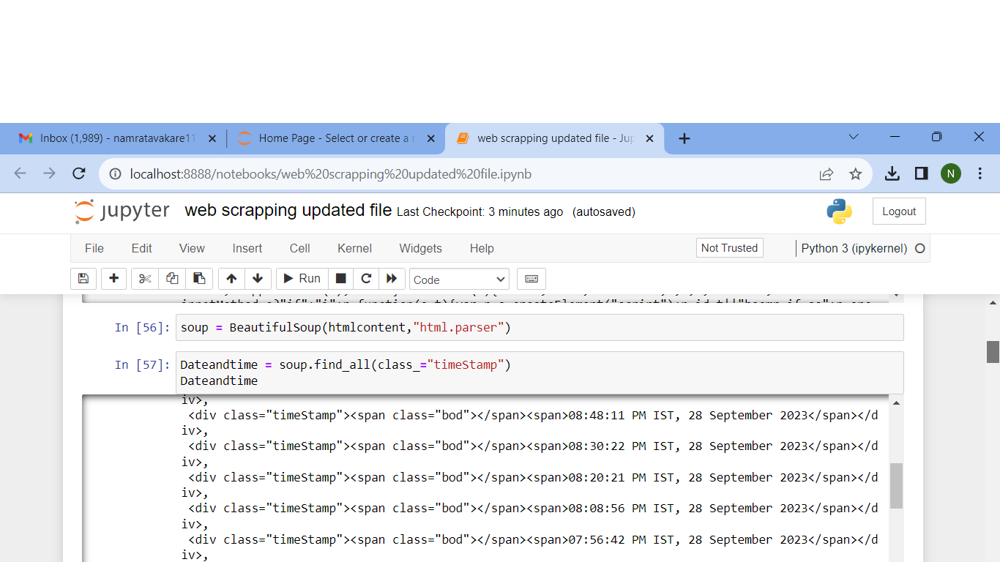 Inbox (1,989) - namratavakare11
Home Page - Select or create a
web scrapping updated file - Jup
localhost:8888/notebooks/web%20scrapping%20updated%20file.ipynb
N
jupyter web scrapping updated file Last Checkpoint: 3 minutes ago (autosaved)
Logout
File Edit View Insert Cell Kernel Widgets Help
Not Trusted
Python 3 (ipykernel)
Run
Code
In [56]: soup = BeautifulSoup(htmlcontent,"html.parser")
In [57]: Dateandtime = soup.find_all(class_="timeStamp")
Dateandtime
iv>,
<div class="timeStamp"><span class="bod"></span><span>08:48:11 PM IST, 28 September 2023</span></d
iv>,
<div class="timeStamp"><span class="bod"></span><span>08:30:22 PM IST, 28 September 2023</span></d
iv>,
<div class="timeStamp"><span class="bod"></span><span>08:20:21 PM IST, 28 September 2023</span></d
iv>,
<div class="timeStamp"><span class="bod"></span><span>08:08:56 PM IST, 28 September 2023</span></d
iv>,
<div class="timeStamp"><span class="bod"></span><span>07:56:42 PM IST, 28 September 2023</span></d
iv>,